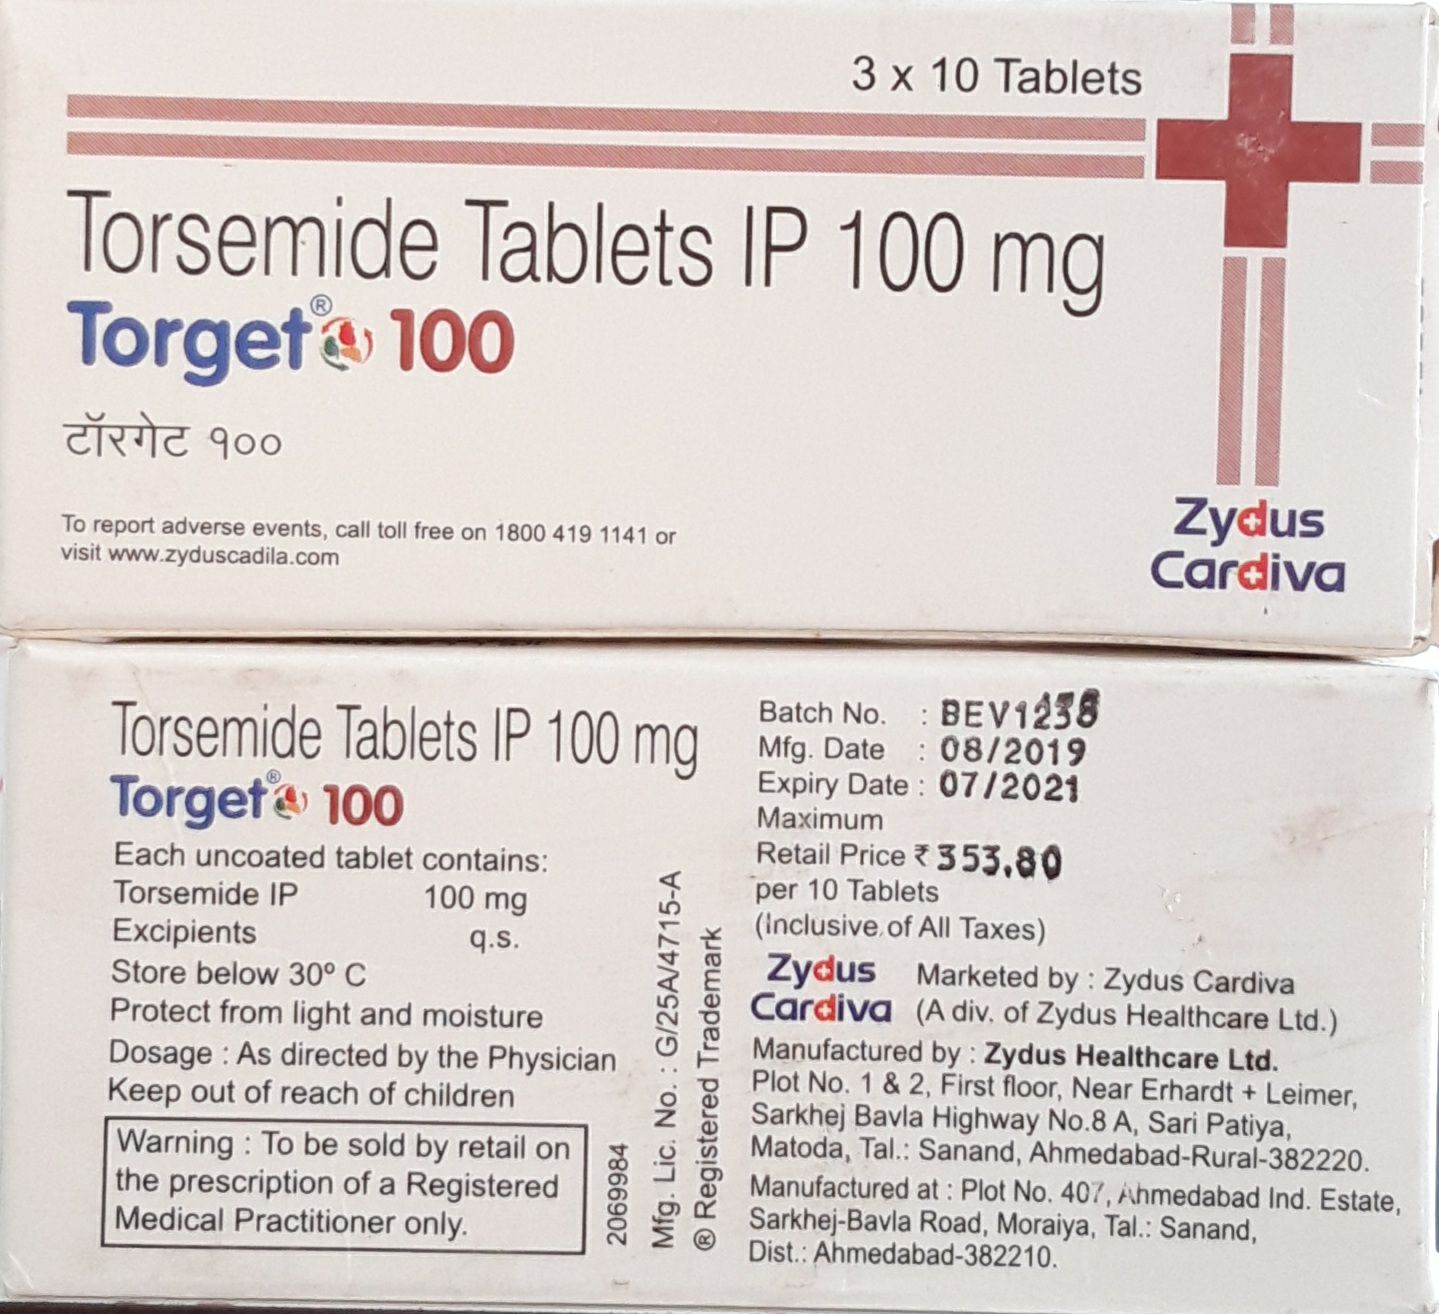 3 x 10 Tablets
Torsemide Tablets IP 100 mg
Torget® 100
टॉरगेट १००
To report adverse events, call toll free on 1800 419 1141 or
visit www.zyduscadila.com
Zydus
Cardiva
Torsemide Tablets IP 100 mg
Torget® 100
Each uncoated tablet contains:
Torsemide IP 100 mg
Excipients q.s.
Store below 30º C
Protect from light and moisture
Dosage : As directed by the Physician
Keep out of reach of children
Warning : To be sold by retail on
the prescription of a Registered
Medical Practitioner only.
2069984
Mfg. Lic. No. : G/25A/4715-A
® Registered Trademark
Batch No. : BEV1238
Mfg. Date : 08/2019
Expiry Date : 07/2021
Maximum
Retail Price ₹ 353.80
per 10 Tablets
(Inclusive of All Taxes)
Zydus
Cardiva
Marketed by : Zydus Cardiva
(A div. of Zydus Healthcare Ltd.)
Manufactured by : Zydus Healthcare Ltd.
Plot No. 1 & 2, First floor, Near Erhardt + Leimer,
Sarkhej Bavla Highway No.8 A, Sari Patiya,
Matoda, Tal.: Sanand, Ahmedabad-Rural-382220.
Manufactured at : Plot No. 407, Ahmedabad Ind. Estate,
Sarkhej-Bavla Road, Moraiya, Tal.: Sanand,
Dist.: Ahmedabad-382210.